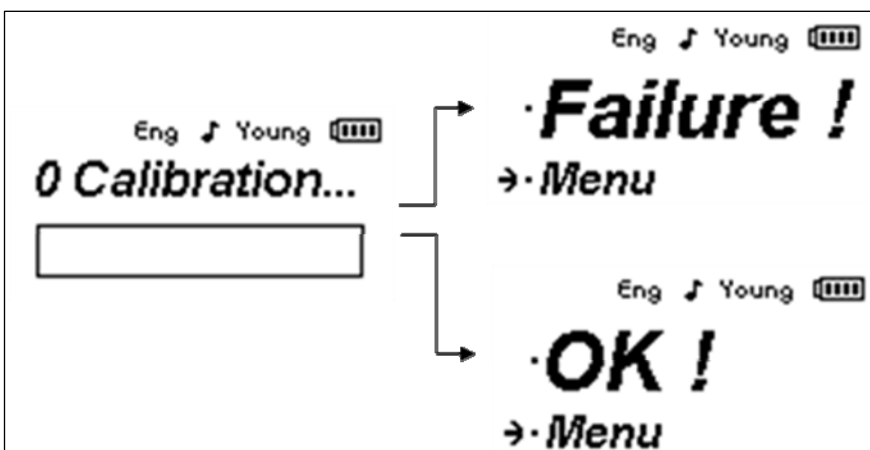 Eng ♪ Young
0 Calibration...
Eng ♪ Young
·Failure !
→·Menu
Eng ♪ Young
·OK !
→·Menu